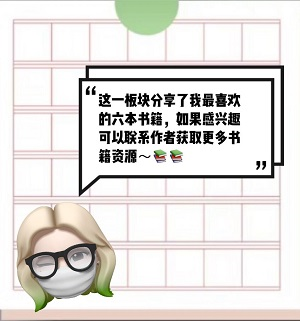 “
这一板块分享了我最喜欢
的六本书籍，如果感兴趣
可以联系作者获取更多书
籍资源～📚📚
”